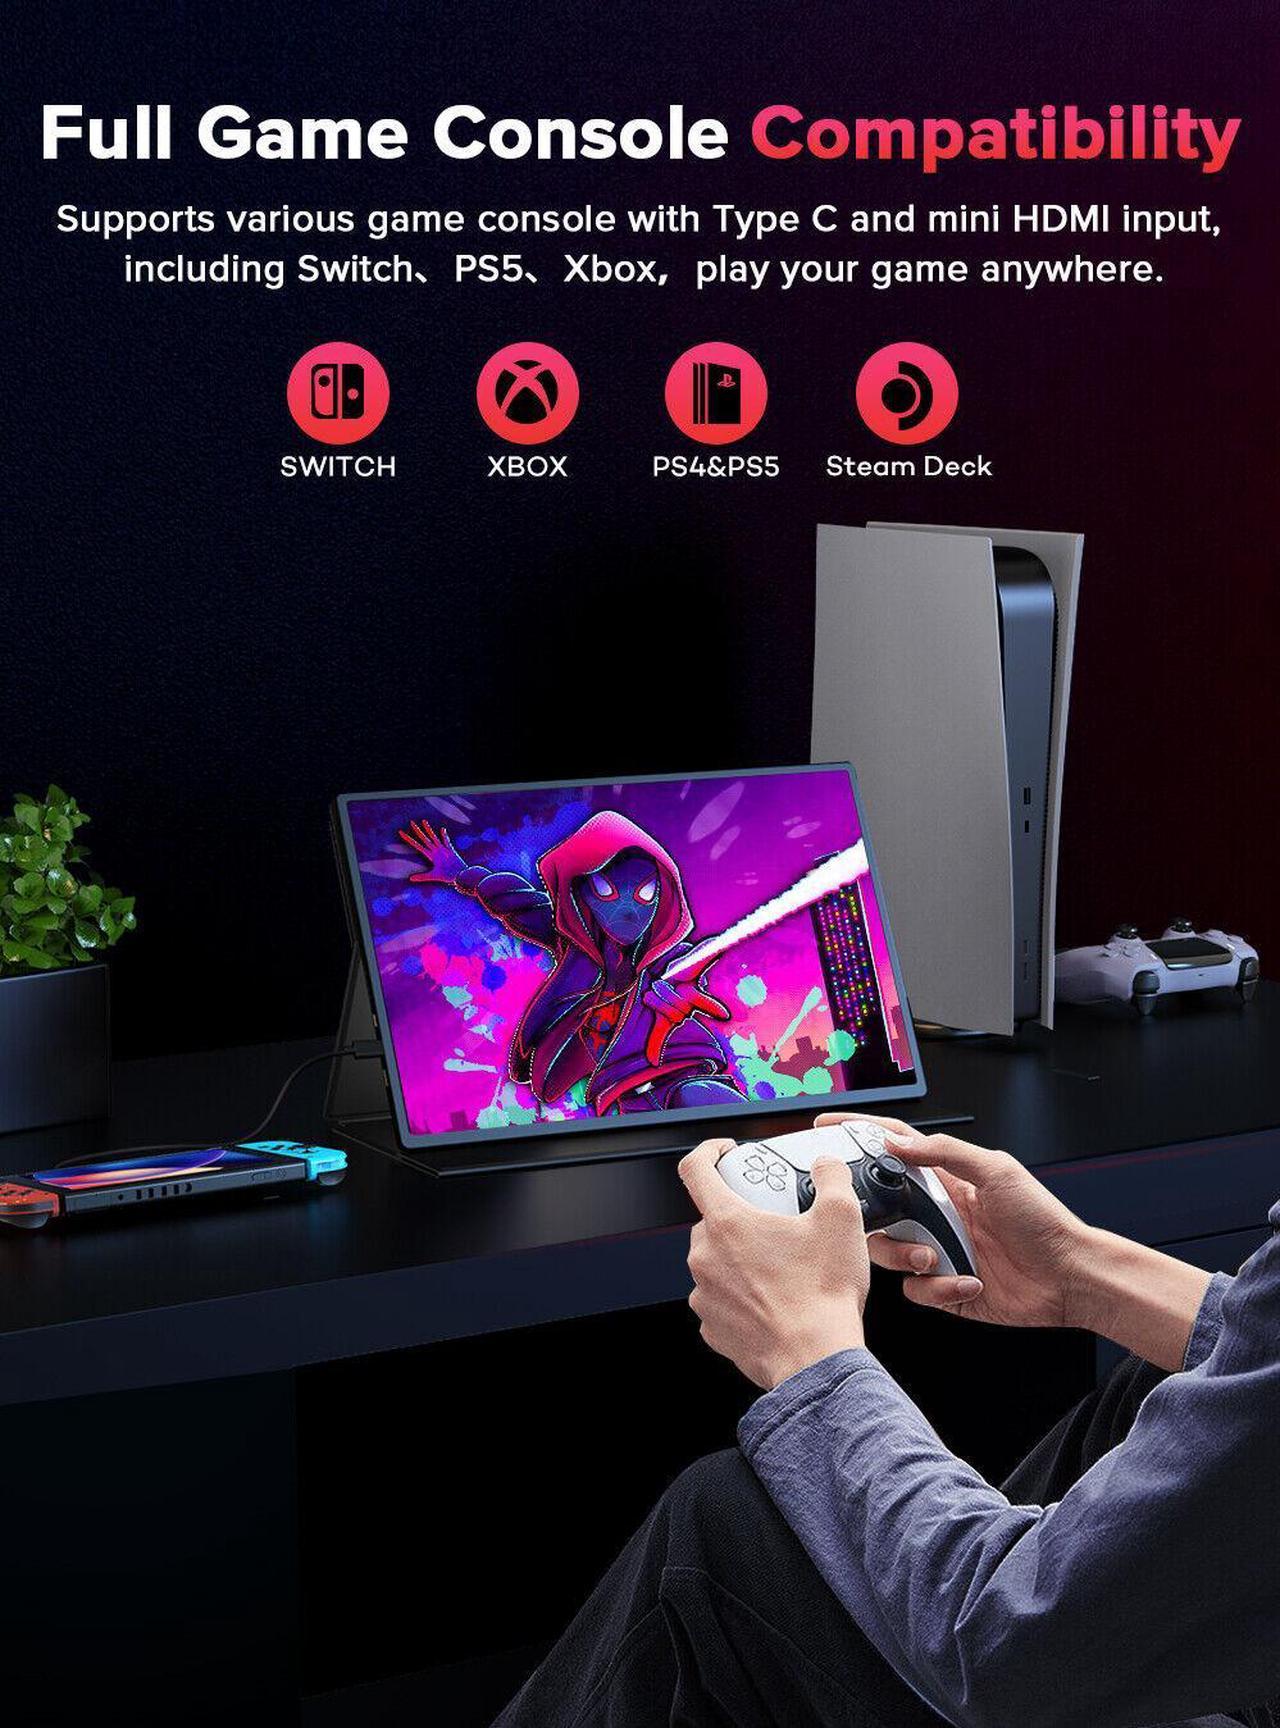 Full Game Console Compatibility
Supports various game console with Type C and mini HDMI input,
including Switch、 PS5、 Xbox， play your game anywhere.
SWITCH XBOX PS4&PS5 Steam Deck